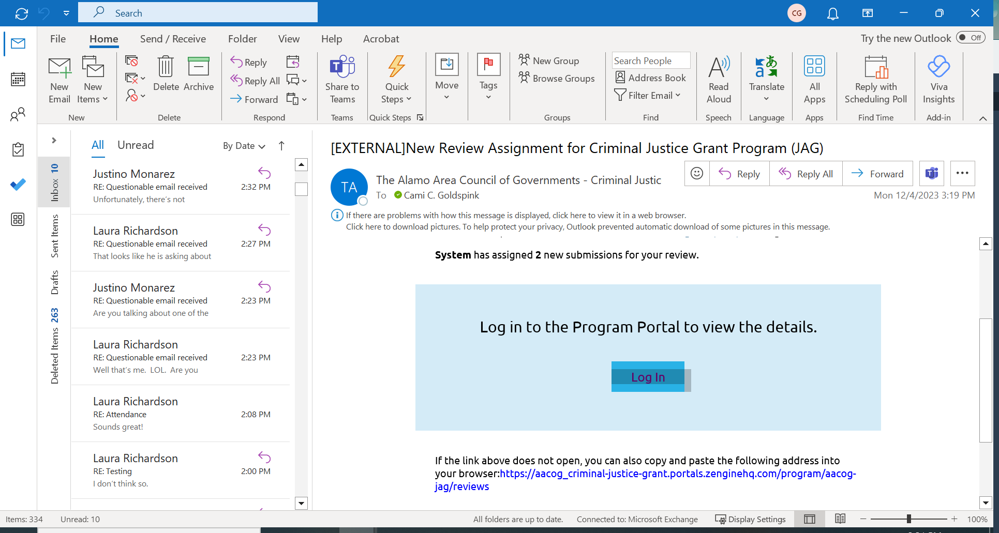 Search
CG
File Home Send / Receive Folder View Help Acrobat
Try the new Outlook Off
New Email
New Items
Delete
Archive
Reply
Reply All
Forward
Share to Teams
Quick Steps
Move
Tags
New Group
Browse Groups
Search People
Address Book
Filter Email
Read Aloud
Translate
All Apps
Reply with Scheduling Poll
Viva Insights
New
Delete
Respond
Teams
Quick Steps
Groups
Find
Speech
Language
Apps
Find Time
Add-in
Inbox 10
Sent Items
Drafts
Deleted Items 263
All Unread By Date
Justino Monarez
RE: Questionable email received 2:32 PM
Unfortunately, there's not
Laura Richardson
RE: Questionable email received 2:27 PM
That looks like he is asking about
Justino Monarez
RE: Questionable email received 2:23 PM
Are you talking about one of the
Laura Richardson
RE: Questionable email received 2:23 PM
Well that's me. LOL. Are you
Laura Richardson
RE: Attendance 2:08 PM
Sounds great!
Laura Richardson
RE: Testing 2:00 PM
I don't think so.
[EXTERNAL]New Review Assignment for Criminal Justice Grant Program (JAG)
TA
The Alamo Area Council of Governments - Criminal Justic
To Cami C. Goldspink
Reply Reply All Forward
Mon 12/4/2023 3:19 PM
If there are problems with how this message is displayed, click here to view it in a web browser.
Click here to download pictures. To help protect your privacy, Outlook prevented automatic download of some pictures in this message.
System has assigned 2 new submissions for your review.
Log in to the Program Portal to view the details.
Log In
If the link above does not open, you can also copy and paste the following address into
your browser:https://aacog_criminal-justice-grant.portals.zenginehq.com/program/aacog-
jag/reviews
Items: 334 Unread: 10
All folders are up to date. Connected to: Microsoft Exchange Display Settings 100%